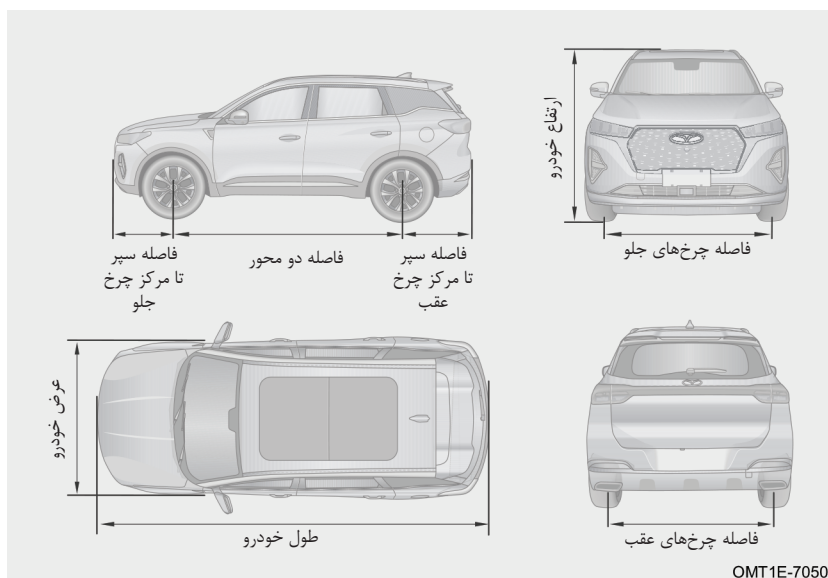 ارتفاع خودرو
فاصله سپر
تا مرکز چرخ
جلو
فاصله دو محور
فاصله سپر
تا مرکز چرخ
عقب
فاصله چرخ‌های جلو
عرض خودرو
طول خودرو
فاصله چرخ‌های عقب
OMT1E-7050